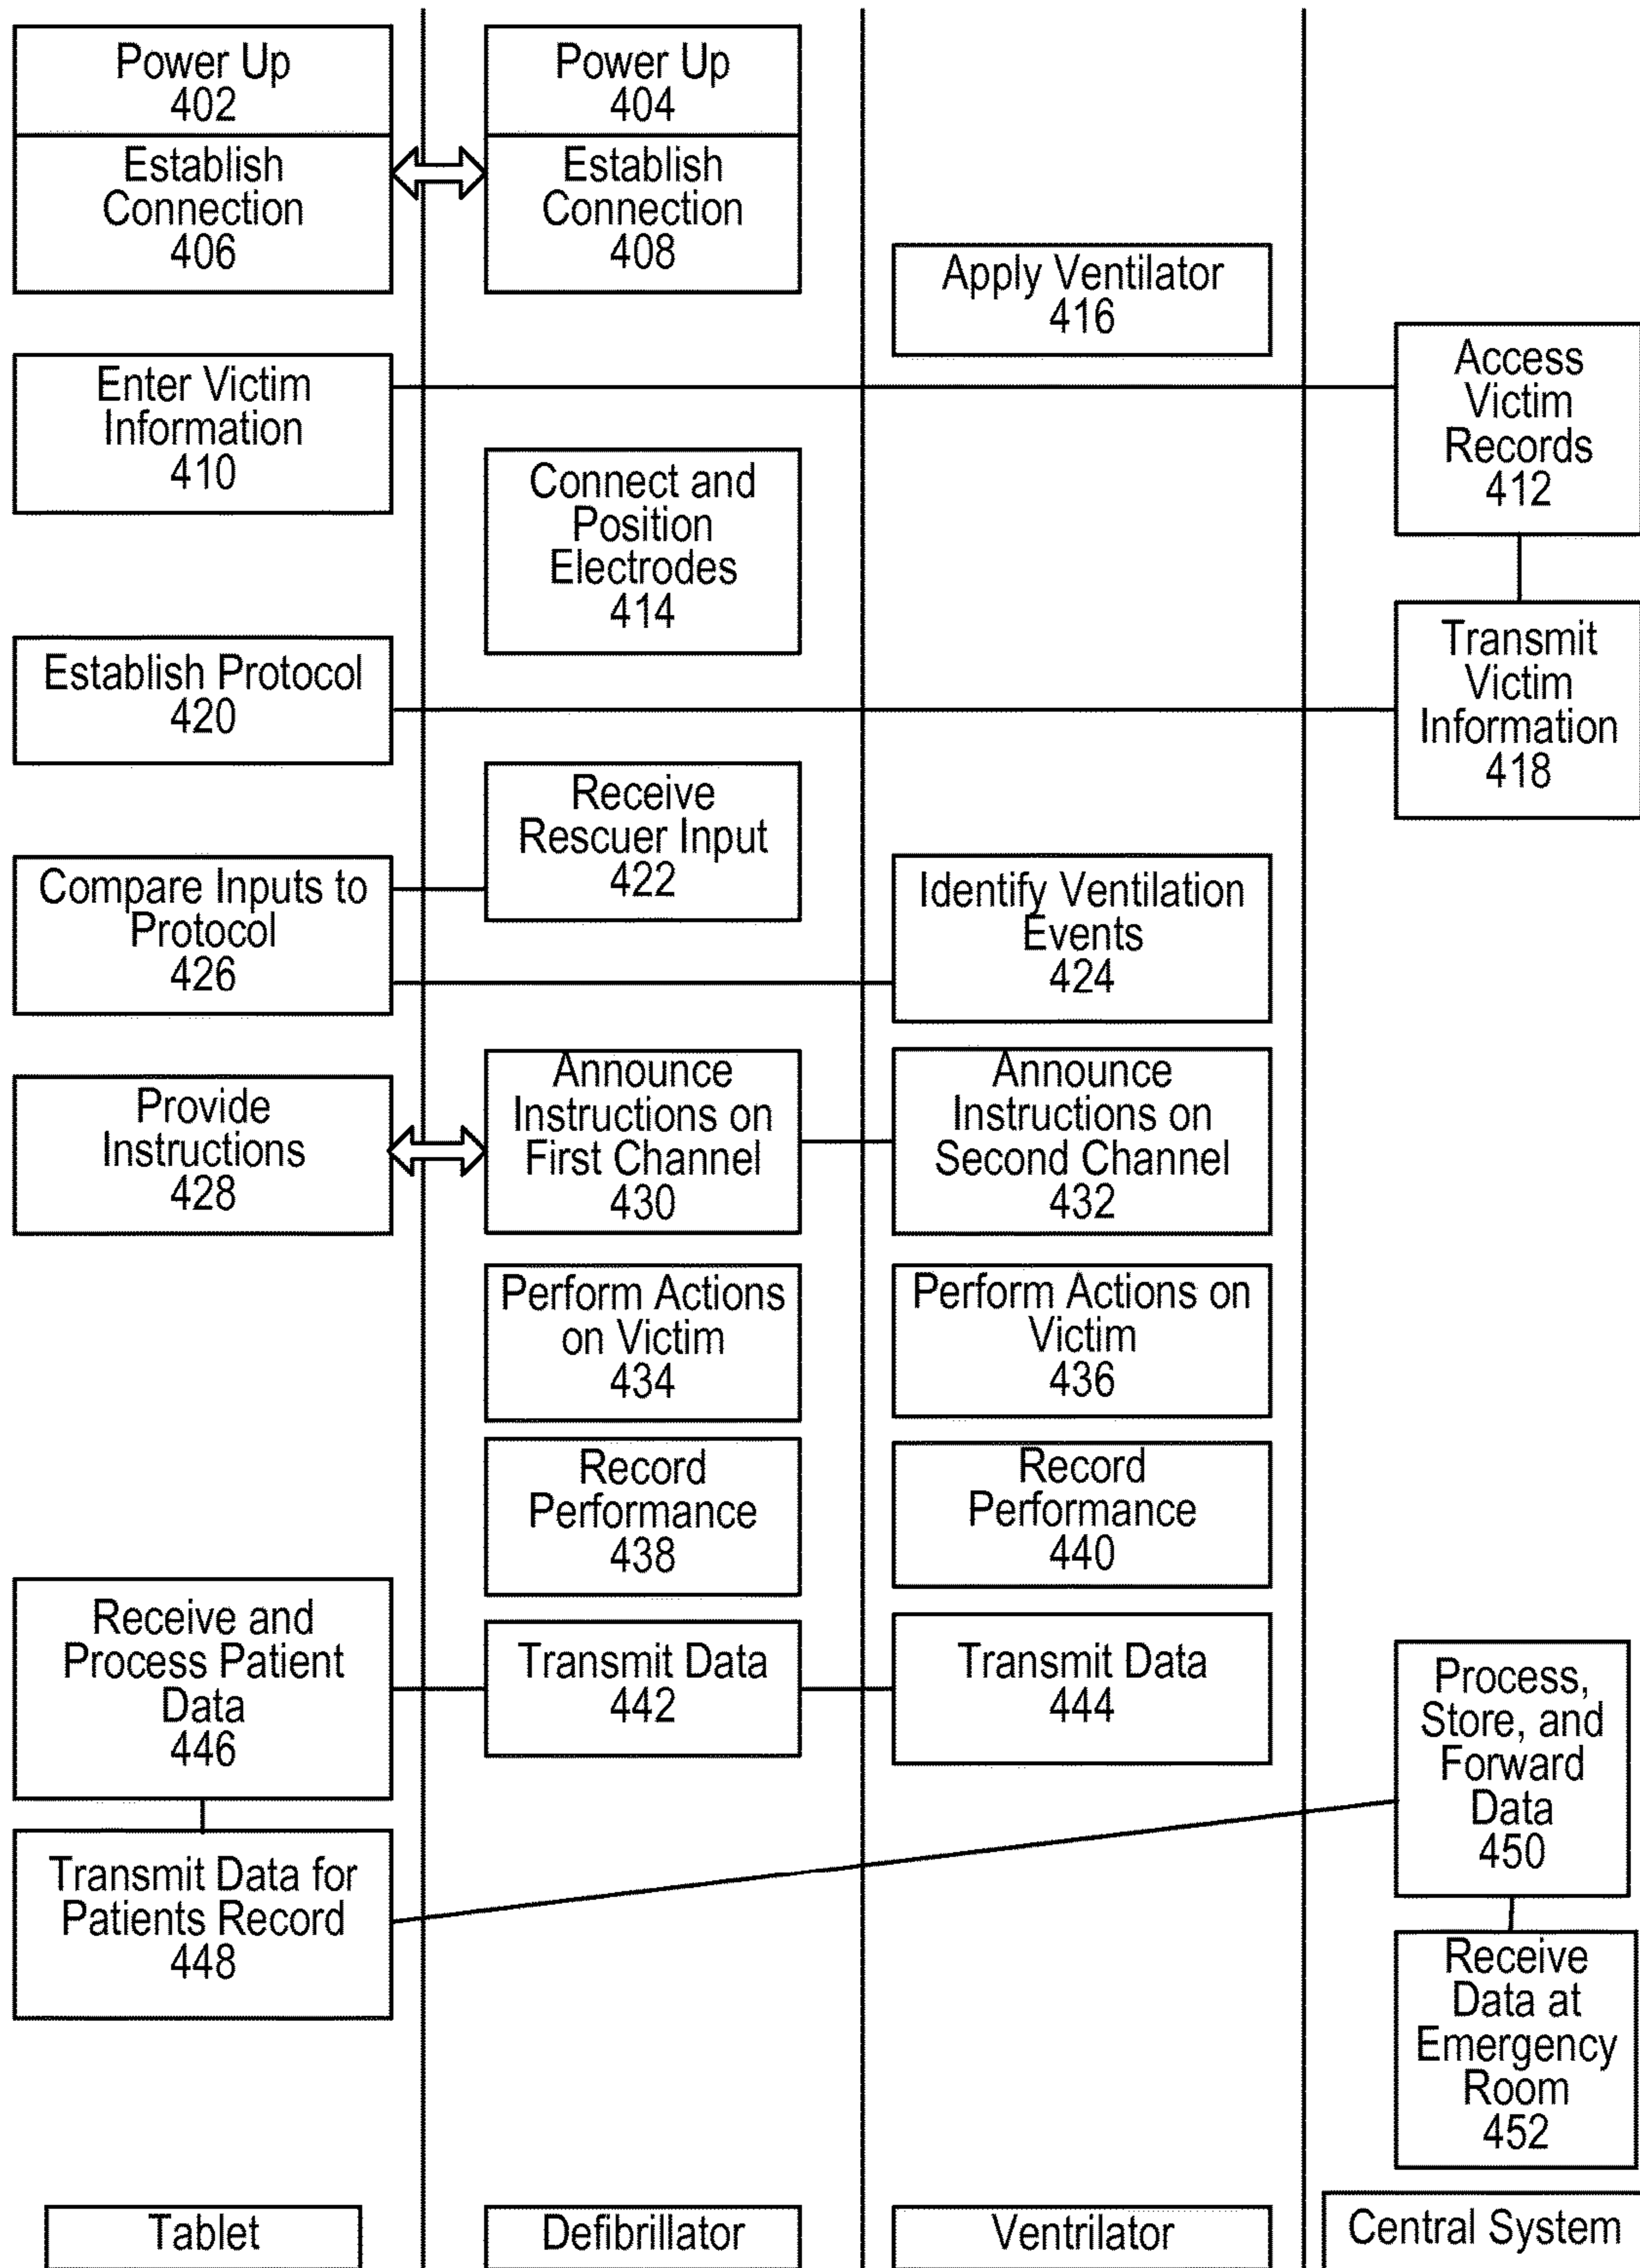 Power Up
402
Establish
Connection
406
Power Up
404
Establish
Connection
408
Apply Ventilator
416
Enter Victim
Information
410
Access
Victim
Records
412
Connect and
Position
Electrodes
414
Transmit
Victim
Information
418
Establish Protocol
420
Receive
Rescuer Input
422
Compare Inputs to
Protocol
426
Identify Ventilation
Events
424
Provide
Instructions
428
Announce
Instructions on
First Channel
430
Announce
Instructions on
Second Channel
432
Perform Actions
on Victim
434
Perform Actions on
Victim
436
Record
Performance
438
Record
Performance
440
Receive and
Process Patient
Data
446
Transmit Data
442
Transmit Data
444
Process,
Store, and
Forward
Data
450
Transmit Data for
Patients Record
448
Receive
Data at
Emergency
Room
452
Tablet
Defibrillator
Ventrilator
Central System